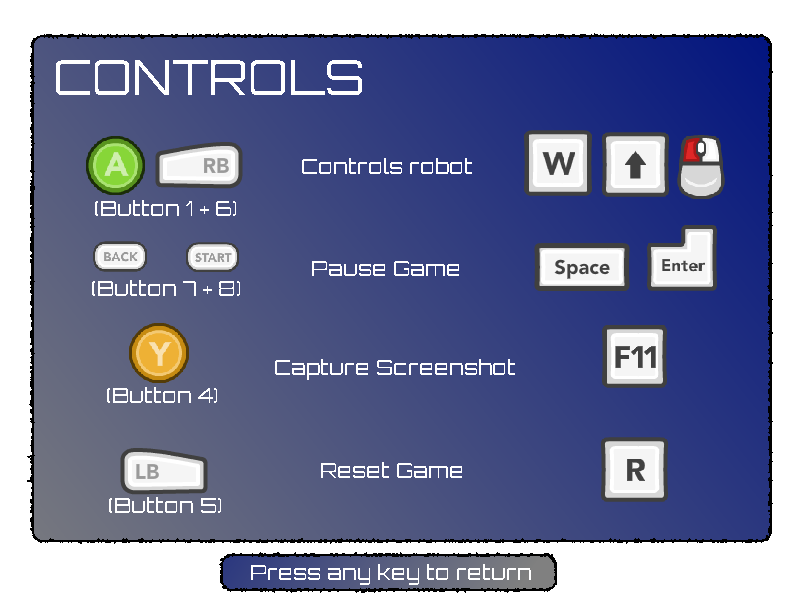 CONTROLS
A RB Controls robot W
(Button 1 + 6)
BACK START Pause Game Space Enter
(Button 7 + 8)
Y Capture Screenshot F11
(Button 4)
LB Reset Game R
(Button 5)
Press any key to return